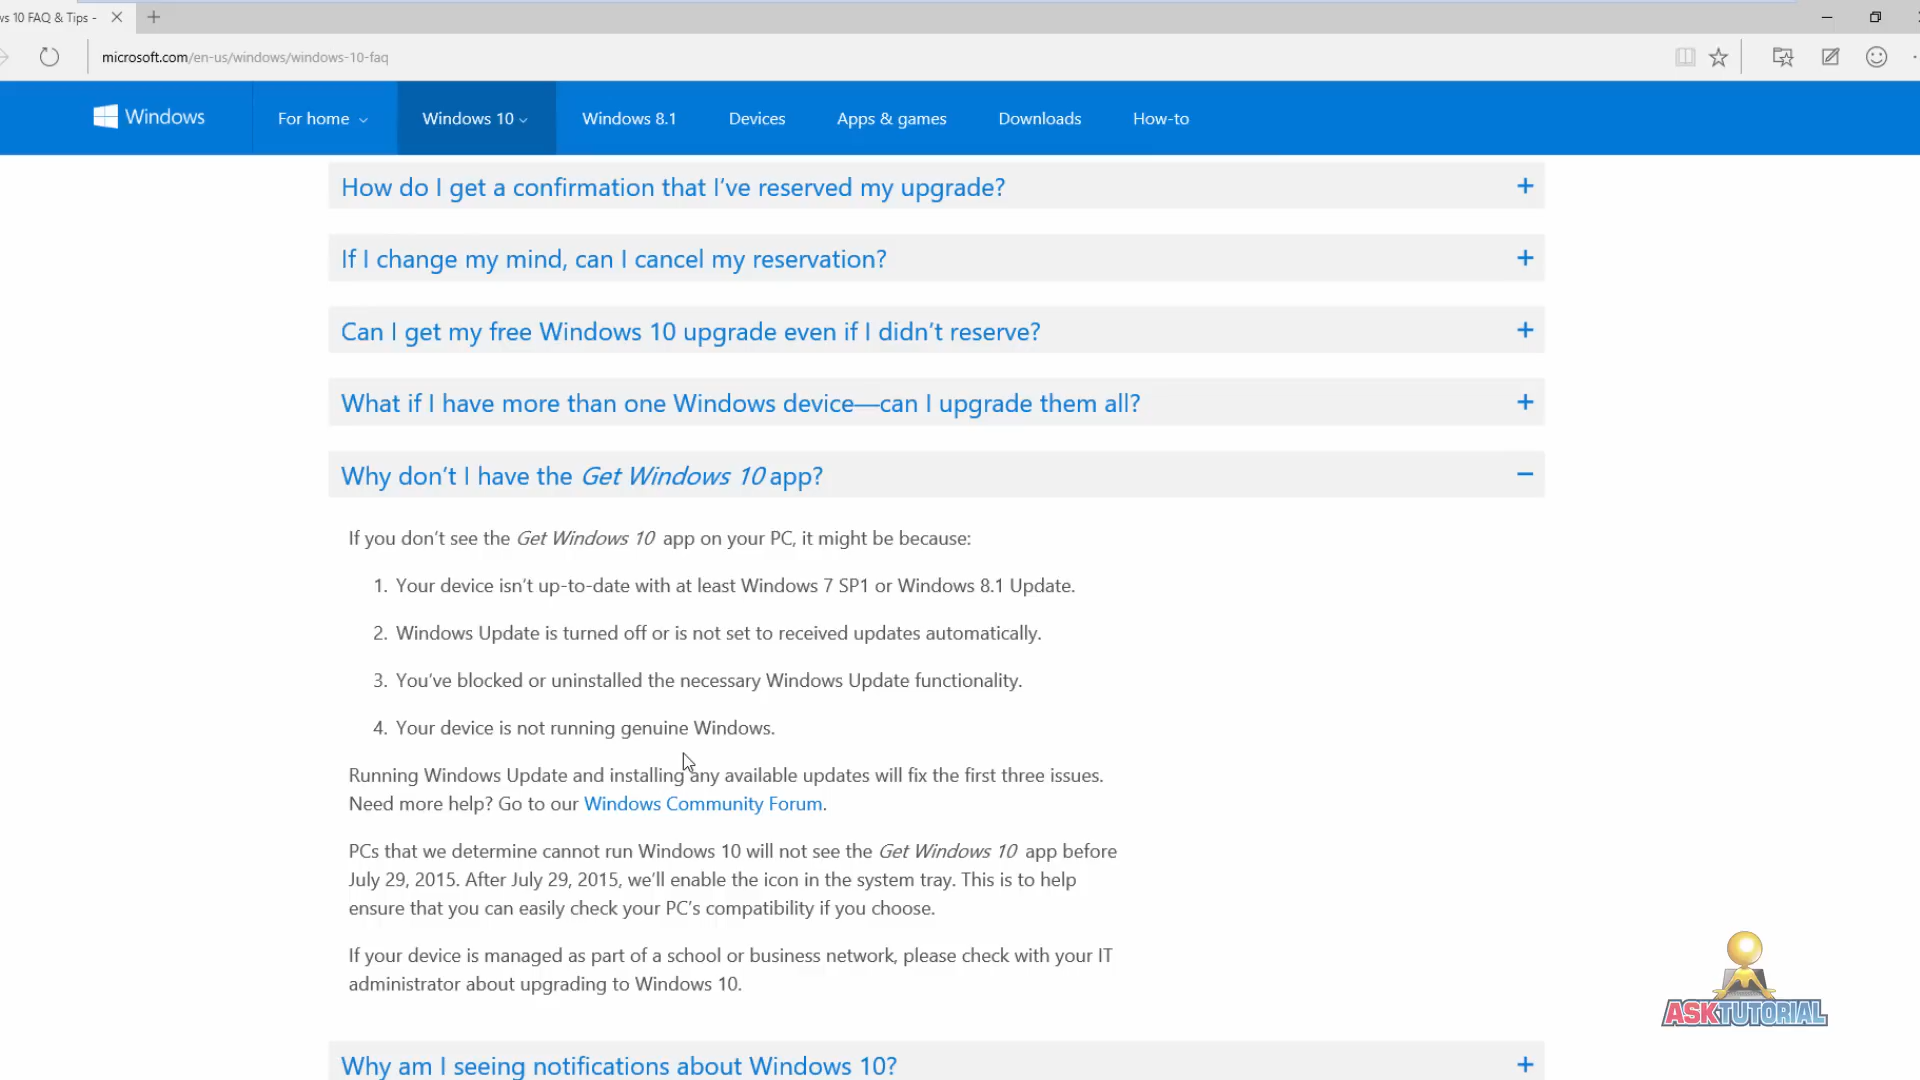 ws 10 FAQ & Tips -
microsoft.com/en-us/windows/windows-10-faq
Windows
For home
Windows 10
Windows 8.1
Devices
Apps & games
Downloads
How-to
How do I get a confirmation that I’ve reserved my upgrade?
If I change my mind, can I cancel my reservation?
Can I get my free Windows 10 upgrade even if I didn’t reserve?
What if I have more than one Windows device—can I upgrade them all?
Why don’t I have the Get Windows 10 app?
If you don’t see the Get Windows 10 app on your PC, it might be because:
1. Your device isn’t up-to-date with at least Windows 7 SP1 or Windows 8.1 Update.
2. Windows Update is turned off or is not set to received updates automatically.
3. You’ve blocked or uninstalled the necessary Windows Update functionality.
4. Your device is not running genuine Windows.
Running Windows Update and installing any available updates will fix the first three issues.
Need more help? Go to our Windows Community Forum.
PCs that we determine cannot run Windows 10 will not see the Get Windows 10 app before
July 29, 2015. After July 29, 2015, we’ll enable the icon in the system tray. This is to help
ensure that you can easily check your PC’s compatibility if you choose.
If your device is managed as part of a school or business network, please check with your IT
administrator about upgrading to Windows 10.
ASKTUTORIAL
Why am I seeing notifications about Windows 10?